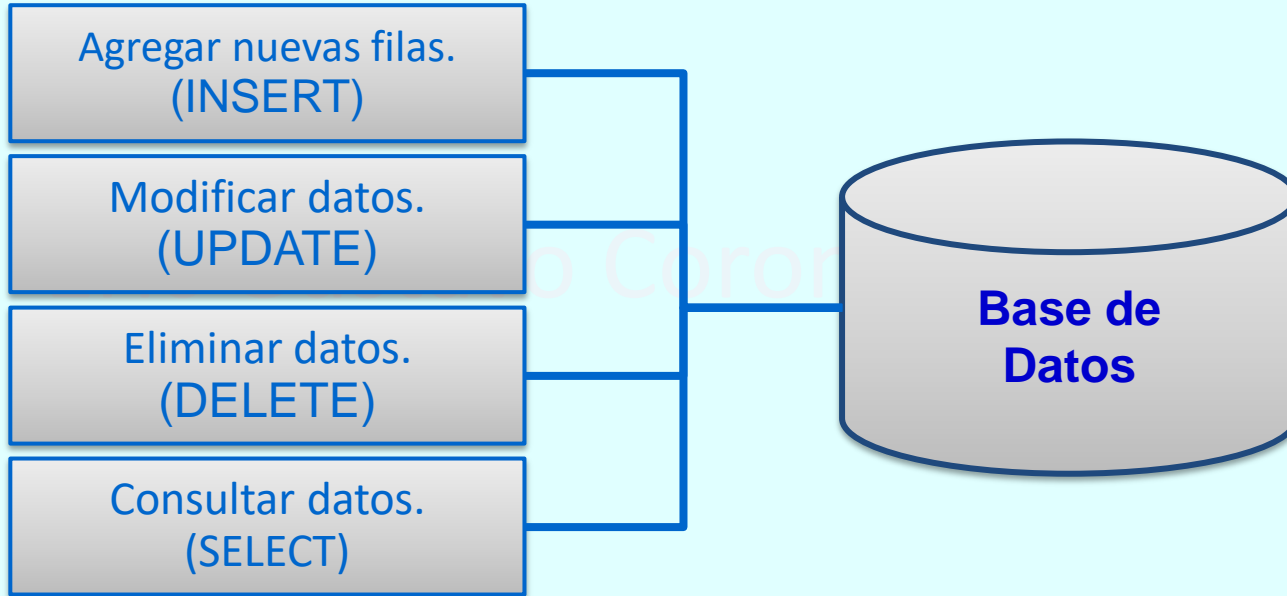 Agregar nuevas filas.
(INSERT)
Modificar datos.
(UPDATE)
Eliminar datos.
(DELETE)
Consultar datos.
(SELECT)
Base de
Datos